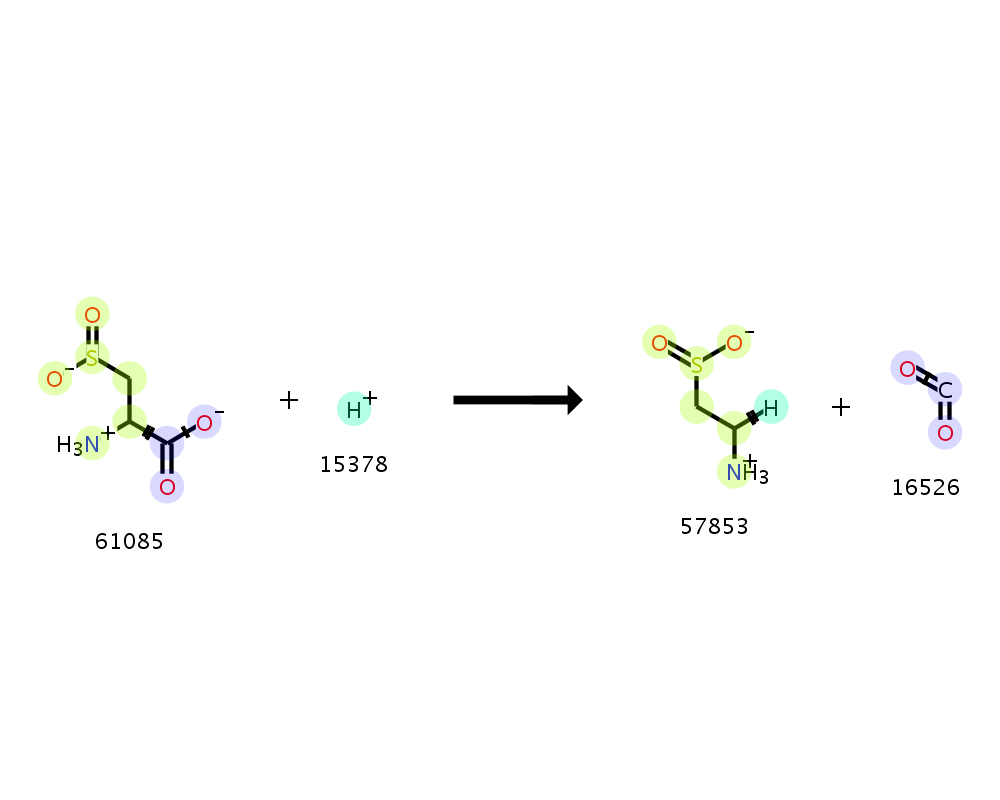 O
S
O-
H3N+
O-
O
61085
+
H+
15378
O
O-
S
H
NH3+
57853
+
O
C
O
16526